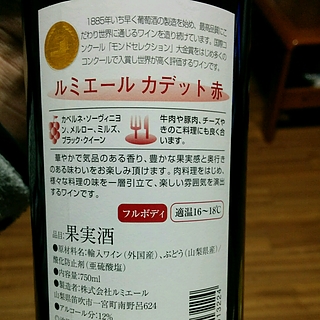 1885年いち早く葡萄酒の製造を始め、最高品質にこ
だわり世界に通じるワインを造り続けています。国際コ
ンクール「モンドセレクション」大金賞をはじめ多くの
コンクールで入賞し世界が高く評価するワインです。
ルミエール カデット 赤
カベルネ・ソーヴィニヨ
ン、メルロー、ミルズ、
ブラック・クイーン
牛肉や豚肉、チーズや
きのこ料理にも良く合
います。
華やかで気品のある香り、豊かな果実感と奥行き
のある味わいをお楽しみ頂けます。肉料理をはじめ、
様々な料理の味を一層引立て、楽しい雰囲気を演出
するワインです。
フルボディ 適温16〜18℃
品目:果実酒
●原材料名:輸入ワイン(外国産)、ぶどう(山梨県産)/
酸化防止剤(亜硫酸塩)
●内容量:750ml
●製造者:株式会社ルミエール
山梨県笛吹市一宮町南野呂624
●アルコール分:12%
0134224